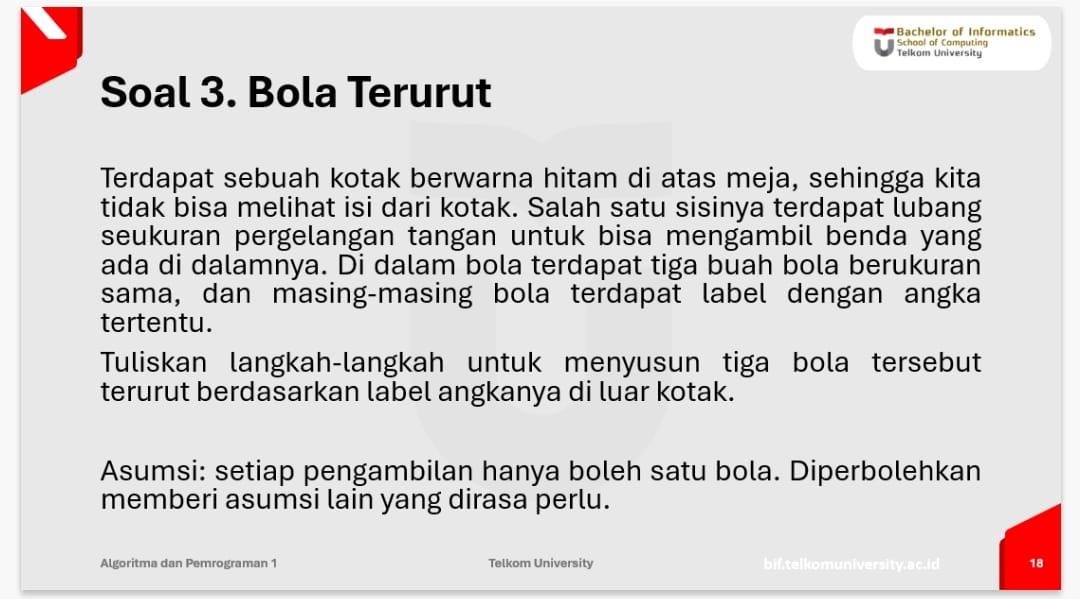 Bachelor of Informatics
School of Computing
Telkom University
Soal 3. Bola Terurut
Terdapat sebuah kotak berwarna hitam di atas meja, sehingga kita
tidak bisa melihat isi dari kotak. Salah satu sisinya terdapat lubang
seukuran pergelangan tangan untuk bisa mengambil benda yang
ada di dalamnya. Di dalam bola terdapat tiga buah bola berukuran
sama, dan masing-masing bola terdapat label dengan angka
tertentu.
Tuliskan langkah-langkah untuk menyusun tiga bola tersebut
terurut berdasarkan label angkanya di luar kotak.
Asumsi: setiap pengambilan hanya boleh satu bola. Diperbolehkan
memberi asumsi lain yang dirasa perlu.
Algoritma dan Pemrograman 1
Telkom University
bif.telkomuniversity.ac.id
18